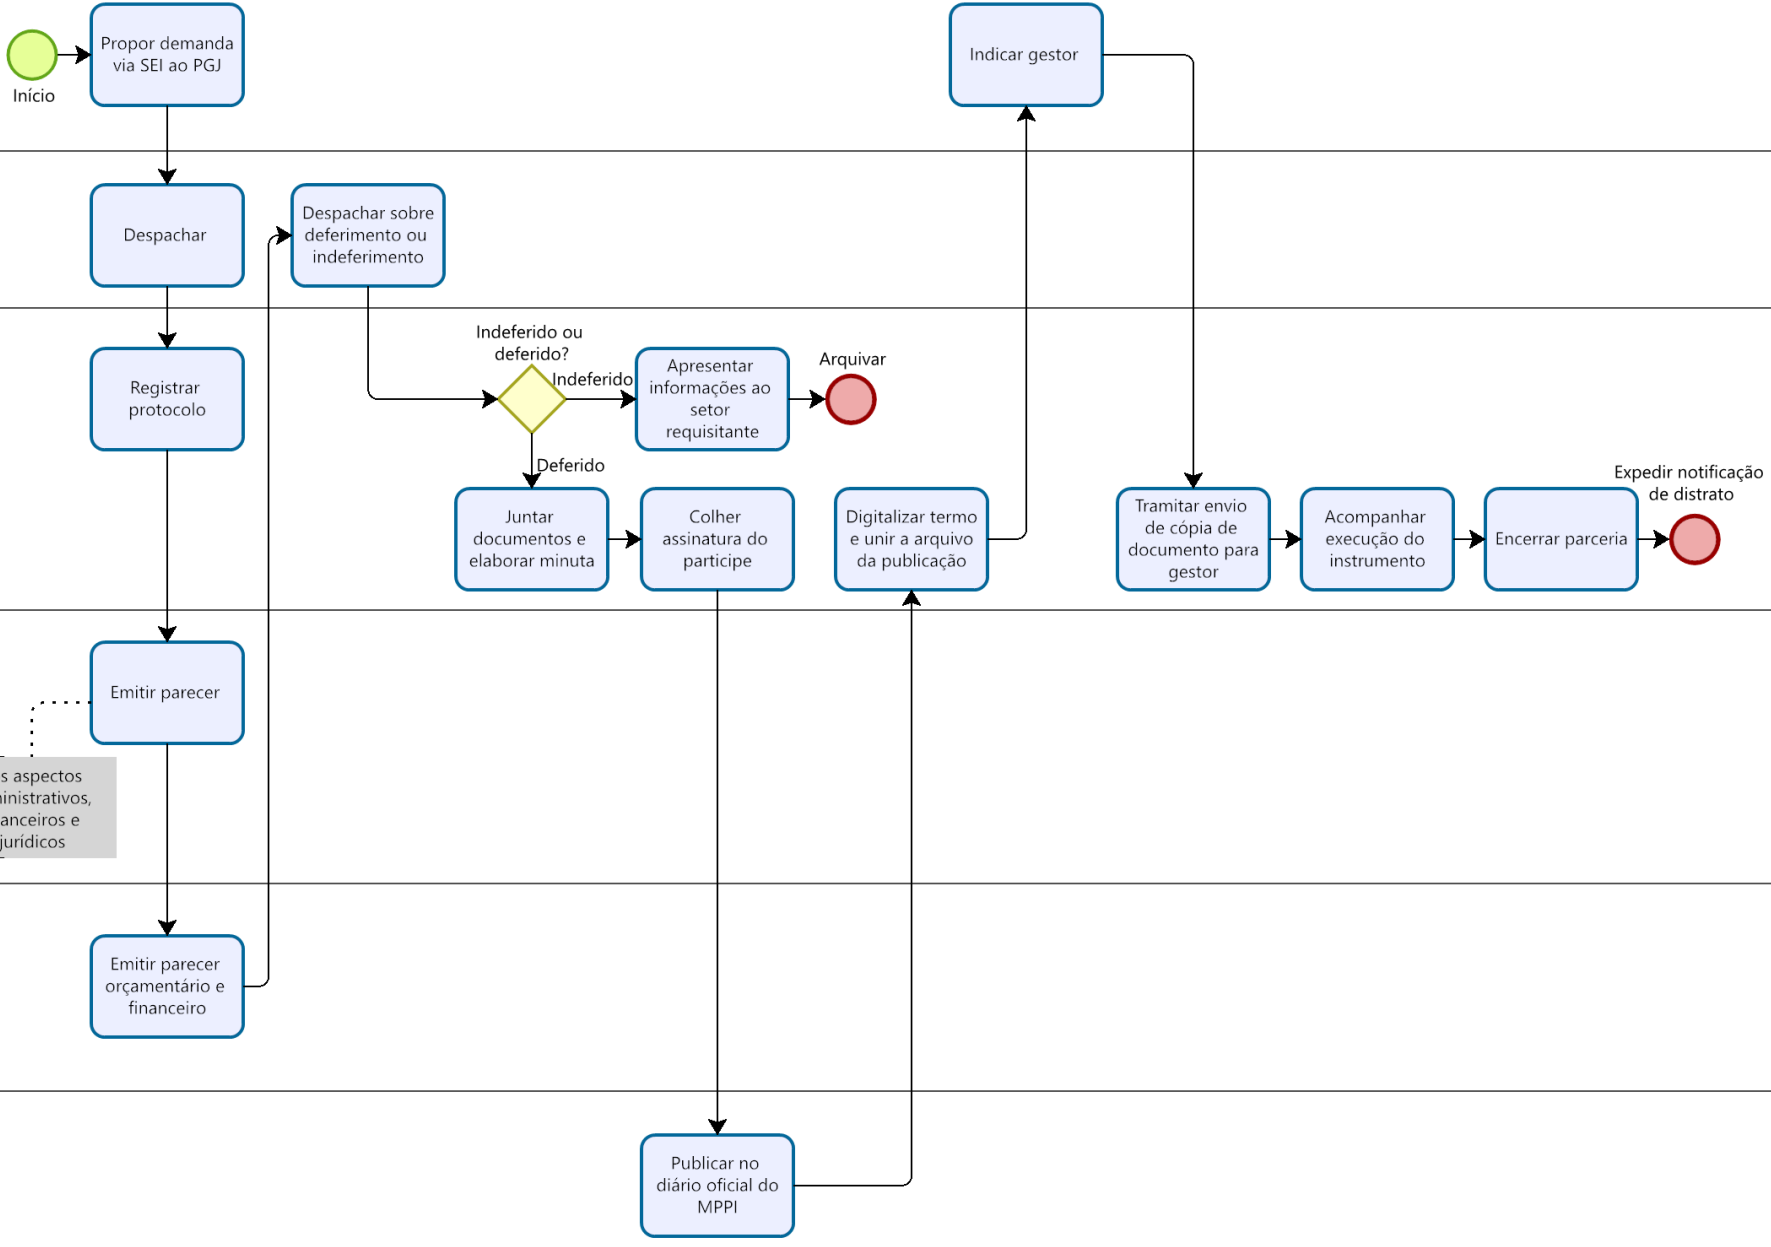 Início
Propor demanda
via SEI ao PGJ
Indicar gestor
Despachar
Despachar sobre
deferimento ou
indeferimento
Registrar
protocolo
Indeferido ou
deferido?
Indeferido
Deferido
Apresentar
informações ao
setor
requisitante
Arquivar
Juntar
documentos e
elaborar minuta
Colher
assinatura do
participe
Digitalizar termo
e unir a arquivo
da publicação
Tramitar envio
de cópia de
documento para
gestor
Acompanhar
execução do
instrumento
Encerrar parceria
Expedir notificação
de distrato
Emitir parecer
s aspectos
ninistrativos,
anceiros e
jurídicos
Emitir parecer
orçamentário e
financeiro
Publicar no
diário oficial do
MPPI